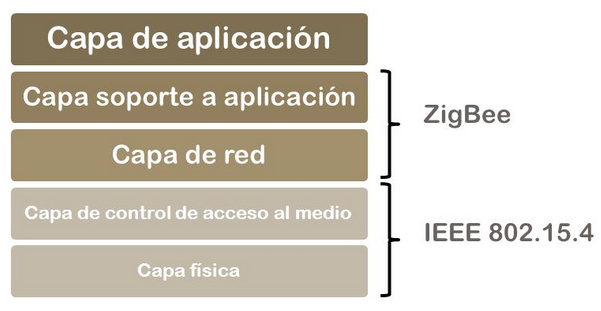 Capa de aplicación
Capa soporte a aplicación
ZigBee
Capa de red
Capa de control de acceso al medio
IEEE 802.15.4
Capa física